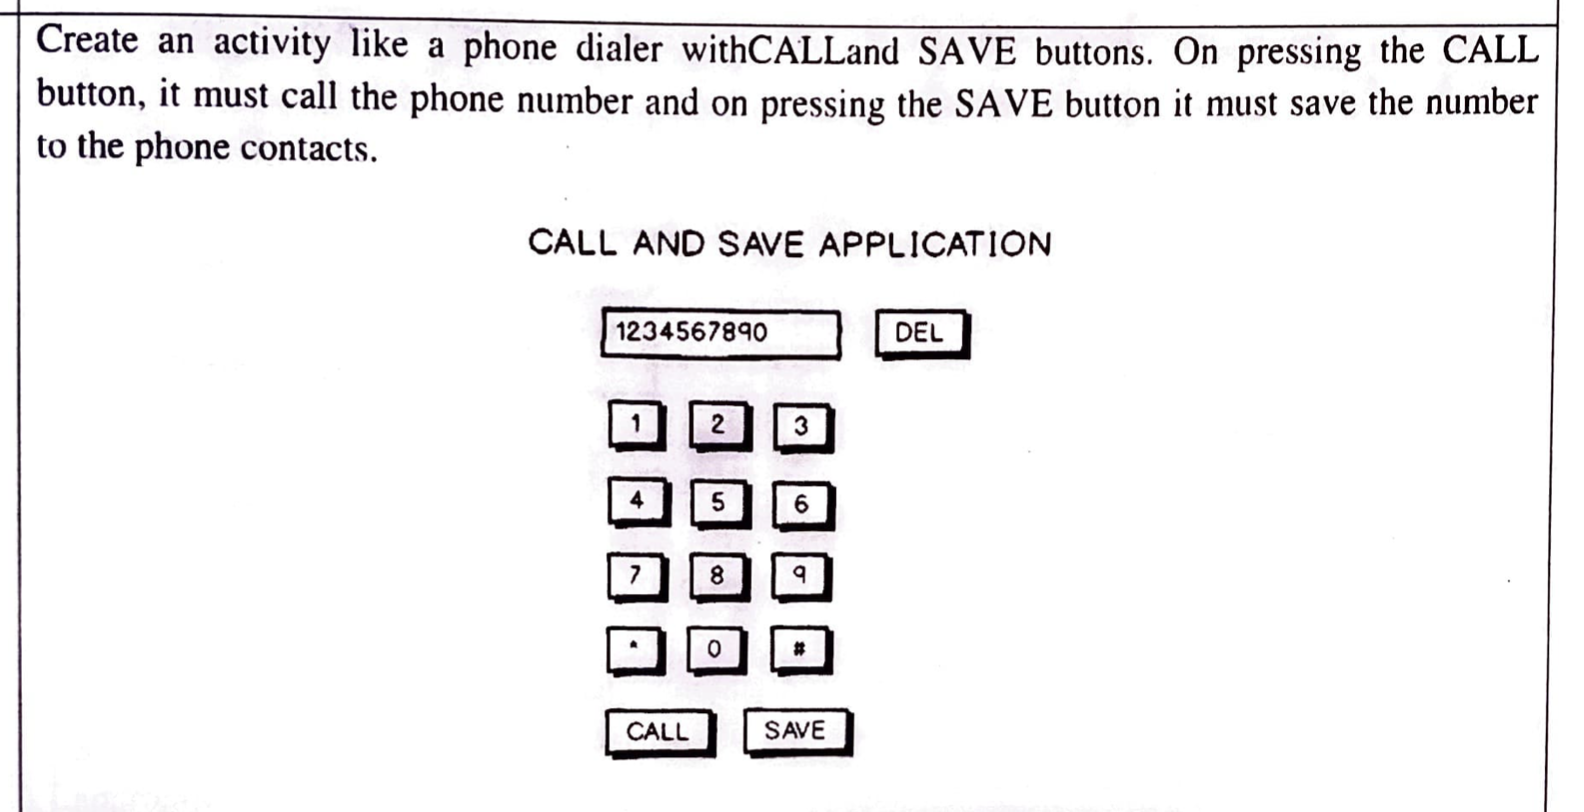 Create an activity like a phone dialer withCALLand SAVE buttons. On pressing the CALL
button, it must call the phone number and on pressing the SAVE button it must save the number
to the phone contacts.
CALL AND SAVE APPLICATION
1234567890 DEL
1 2 3
4 5 6
7 8 9
* 0 #
CALL SAVE